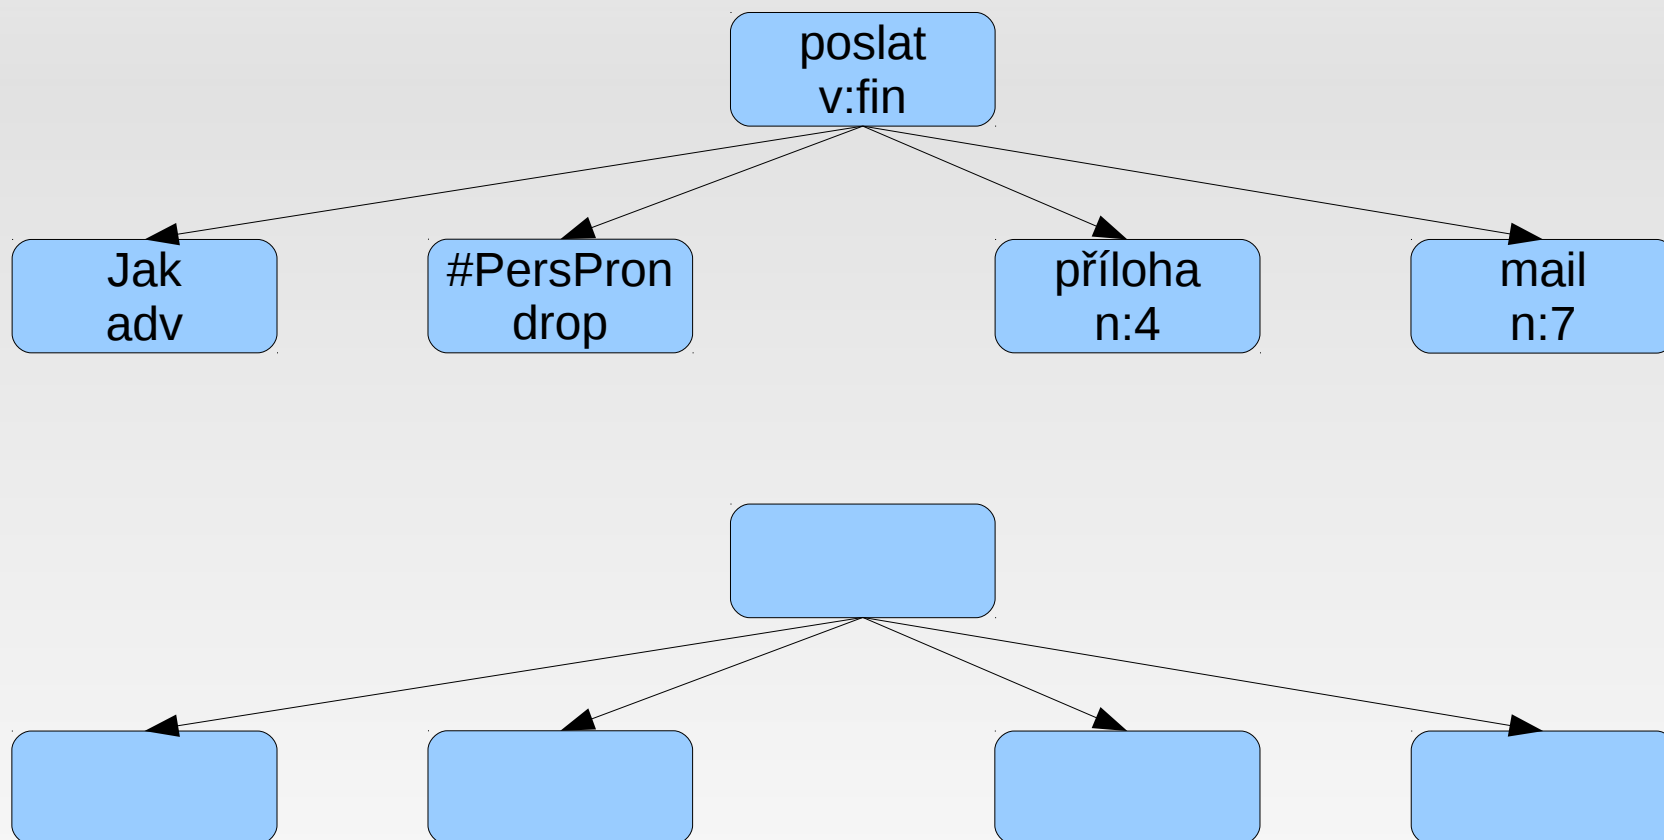 poslat
v:fin
Jak
adv
#PersPron
drop
příloha
n:4
mail
n:7